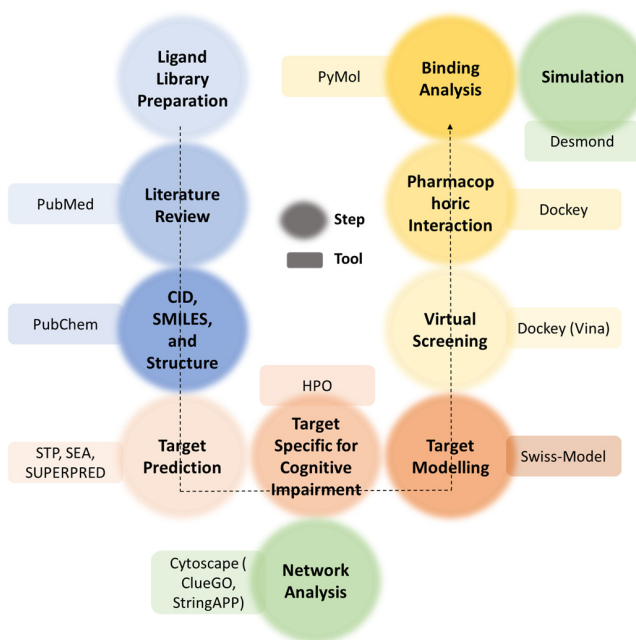 Ligand
Library
Preparation
PubMed
Literature
Review
PubChem
CID,
SMILES,
and
Structure
STP, SEA,
SUPERPRED
Target
Prediction
HPO
Target
Specific for
Cognitive
Impairment
Cytoscape (
ClueGO,
StringAPP)
Network
Analysis
Target
Modelling
Swiss-Model
Virtual
Screening
Dockey (Vina)
Pharmacop
horic
Interaction
Dockey
PyMol
Binding
Analysis
Simulation
Desmond
Step
Tool